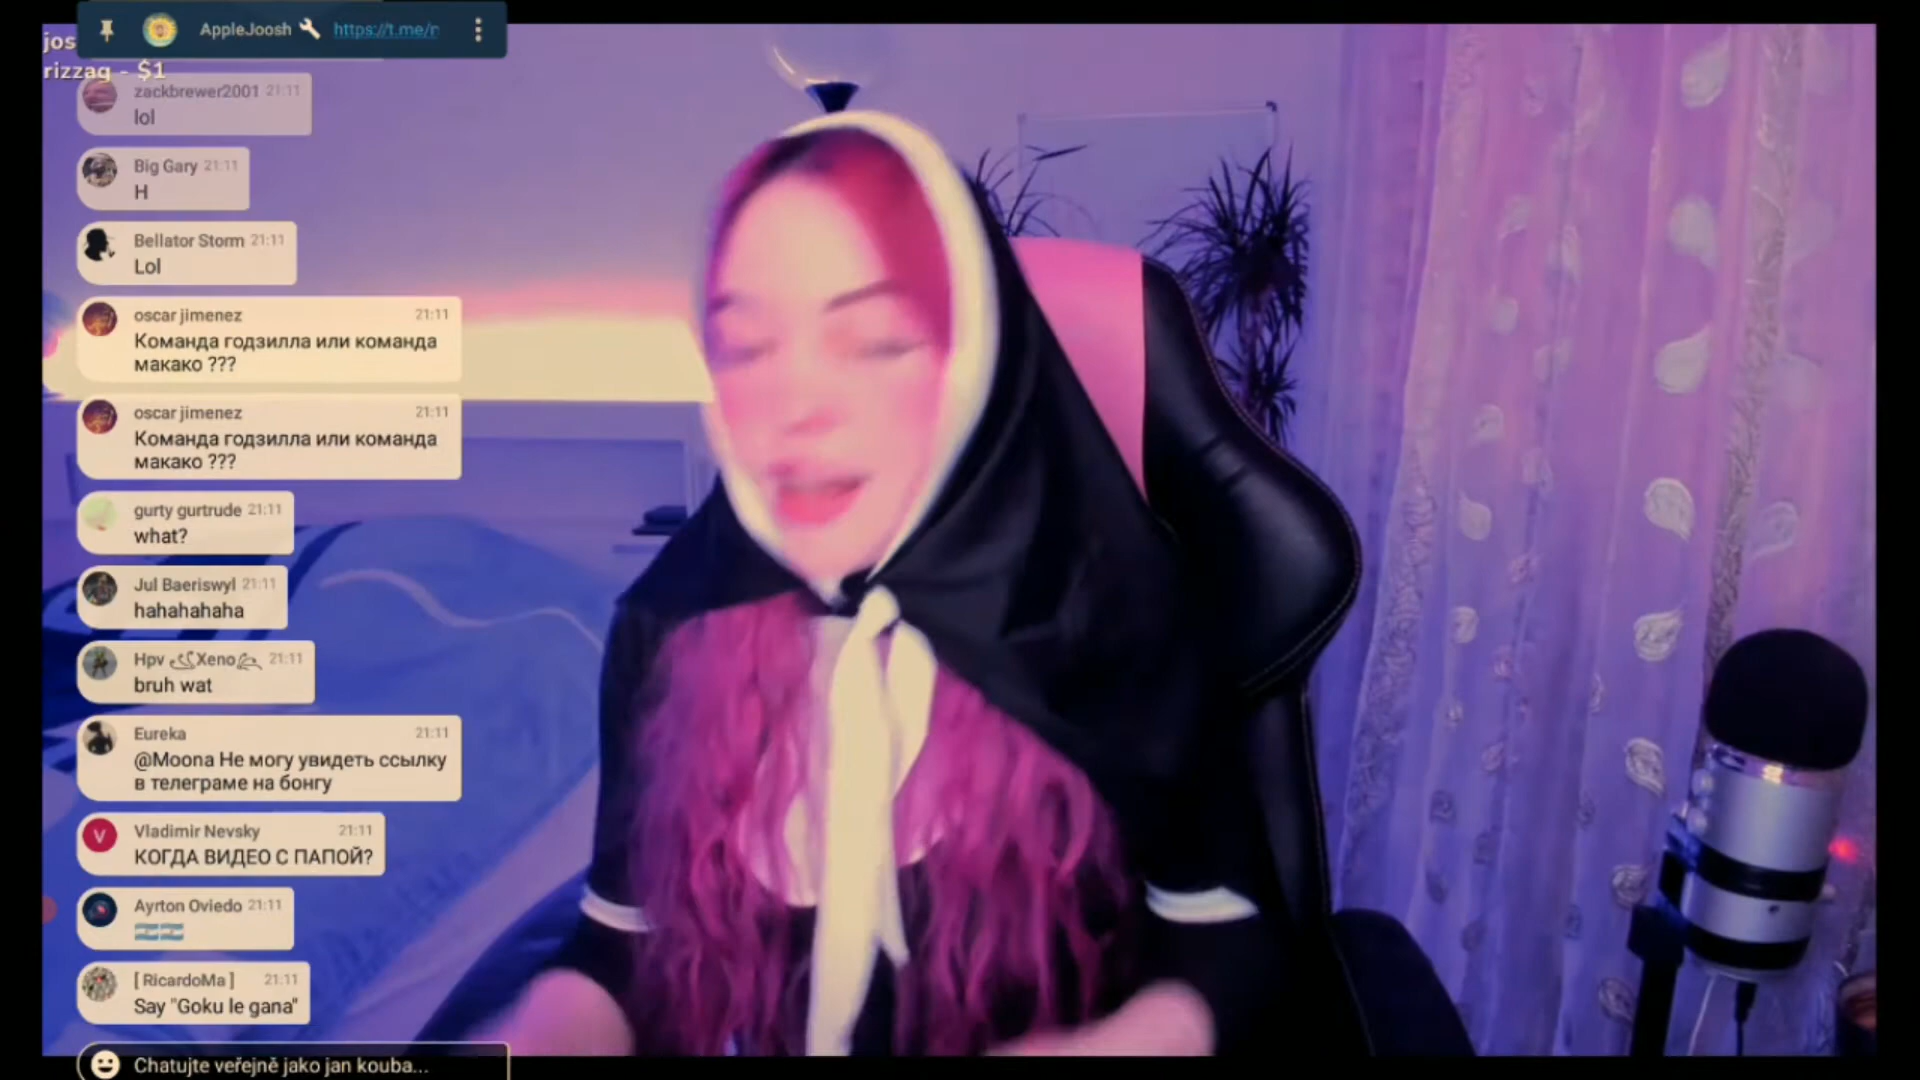 jos
AppleJoosh https://t.me/r
rizzaq - $1
zackbrewer2001 21:11
lol
Big Gary 21:11
H
Bellator Storm 21:11
Lol
oscar jimenez 21:11
Команда годзилла или команда
макако ???
oscar jimenez 21:11
Команда годзилла или команда
макако ???
gurty gurtrude 21:11
what?
Jul Baeriswyl 21:11
hahahahaha
Hpv Xeno 21:11
bruh wat
Eureka 21:11
@Moona Не могу увидеть ссылку
в телеграме на бонгу
V
Vladimir Nevsky 21:11
КОГДА ВИДЕО С ПАПОЙ?
Ayrton Oviedo 21:11
[ RicardoMa ] 21:11
Say "Goku le gana"
Chatujte veřejně jako jan kouba...